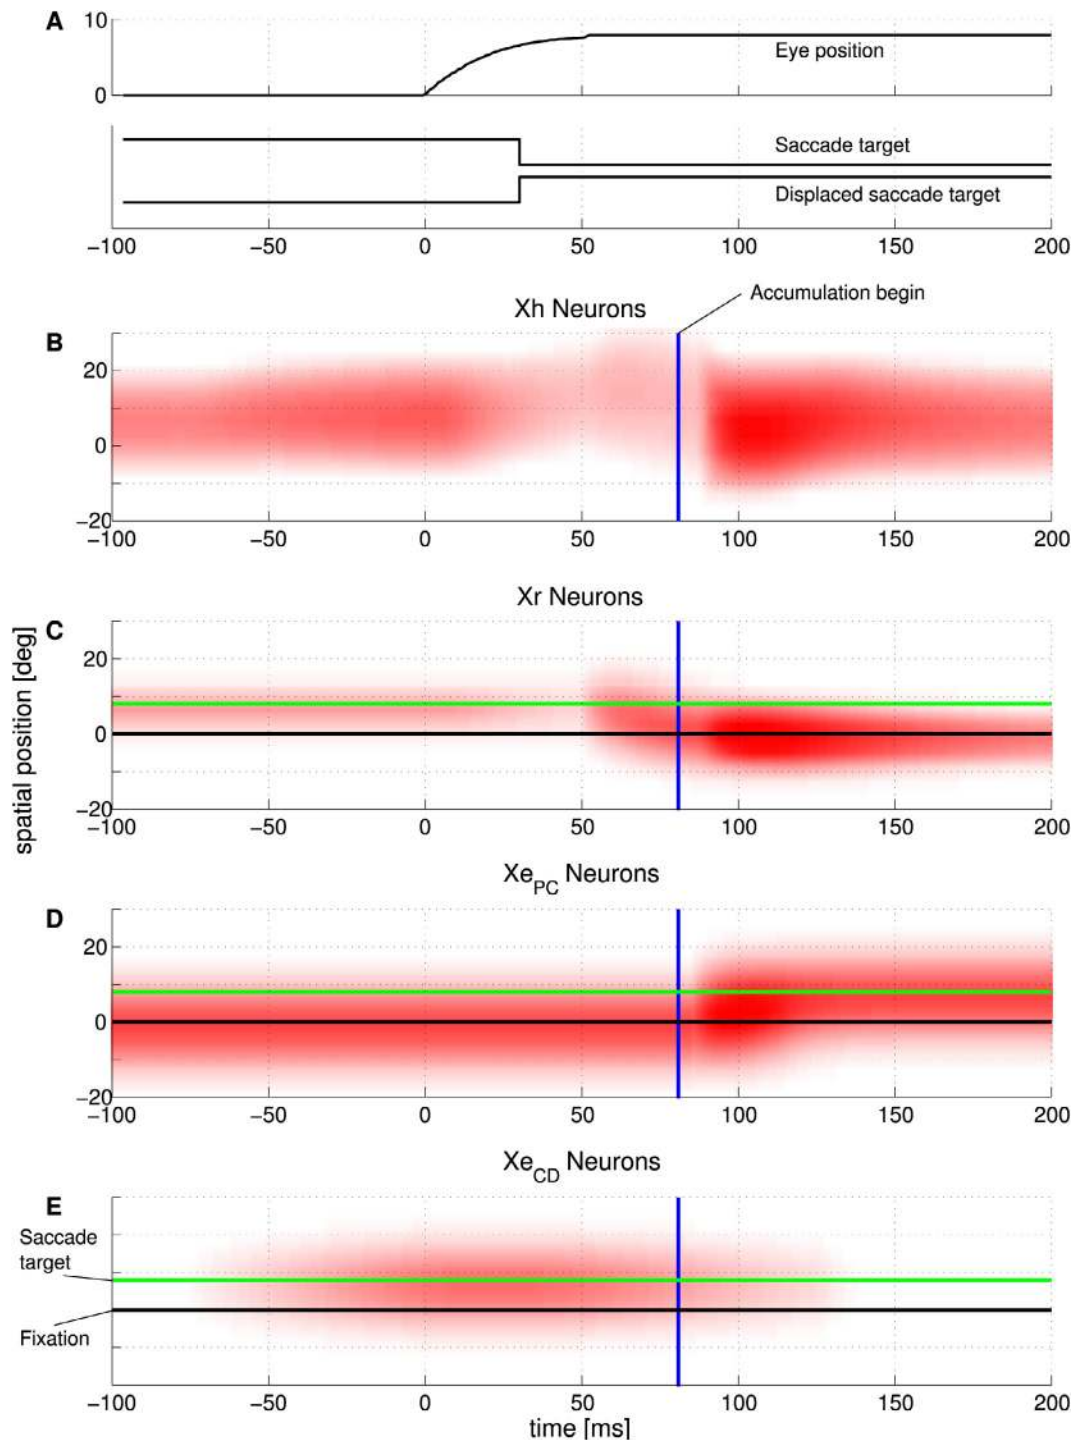 A
10
0
Eye position
Saccade target
Displaced saccade target
−100 −50 0 50 100 150 200
Accumulation begin
Xh Neurons
B
20
0
−20
−100 −50 0 50 100 150 200
Xr Neurons
C
20
0
−20
−100 −50 0 50 100 150 200
spatial position [deg]
XePC Neurons
D
20
0
−20
−100 −50 0 50 100 150 200
XeCD Neurons
E
Saccade
target
Fixation
−100 −50 0 50 100 150 200
time [ms]